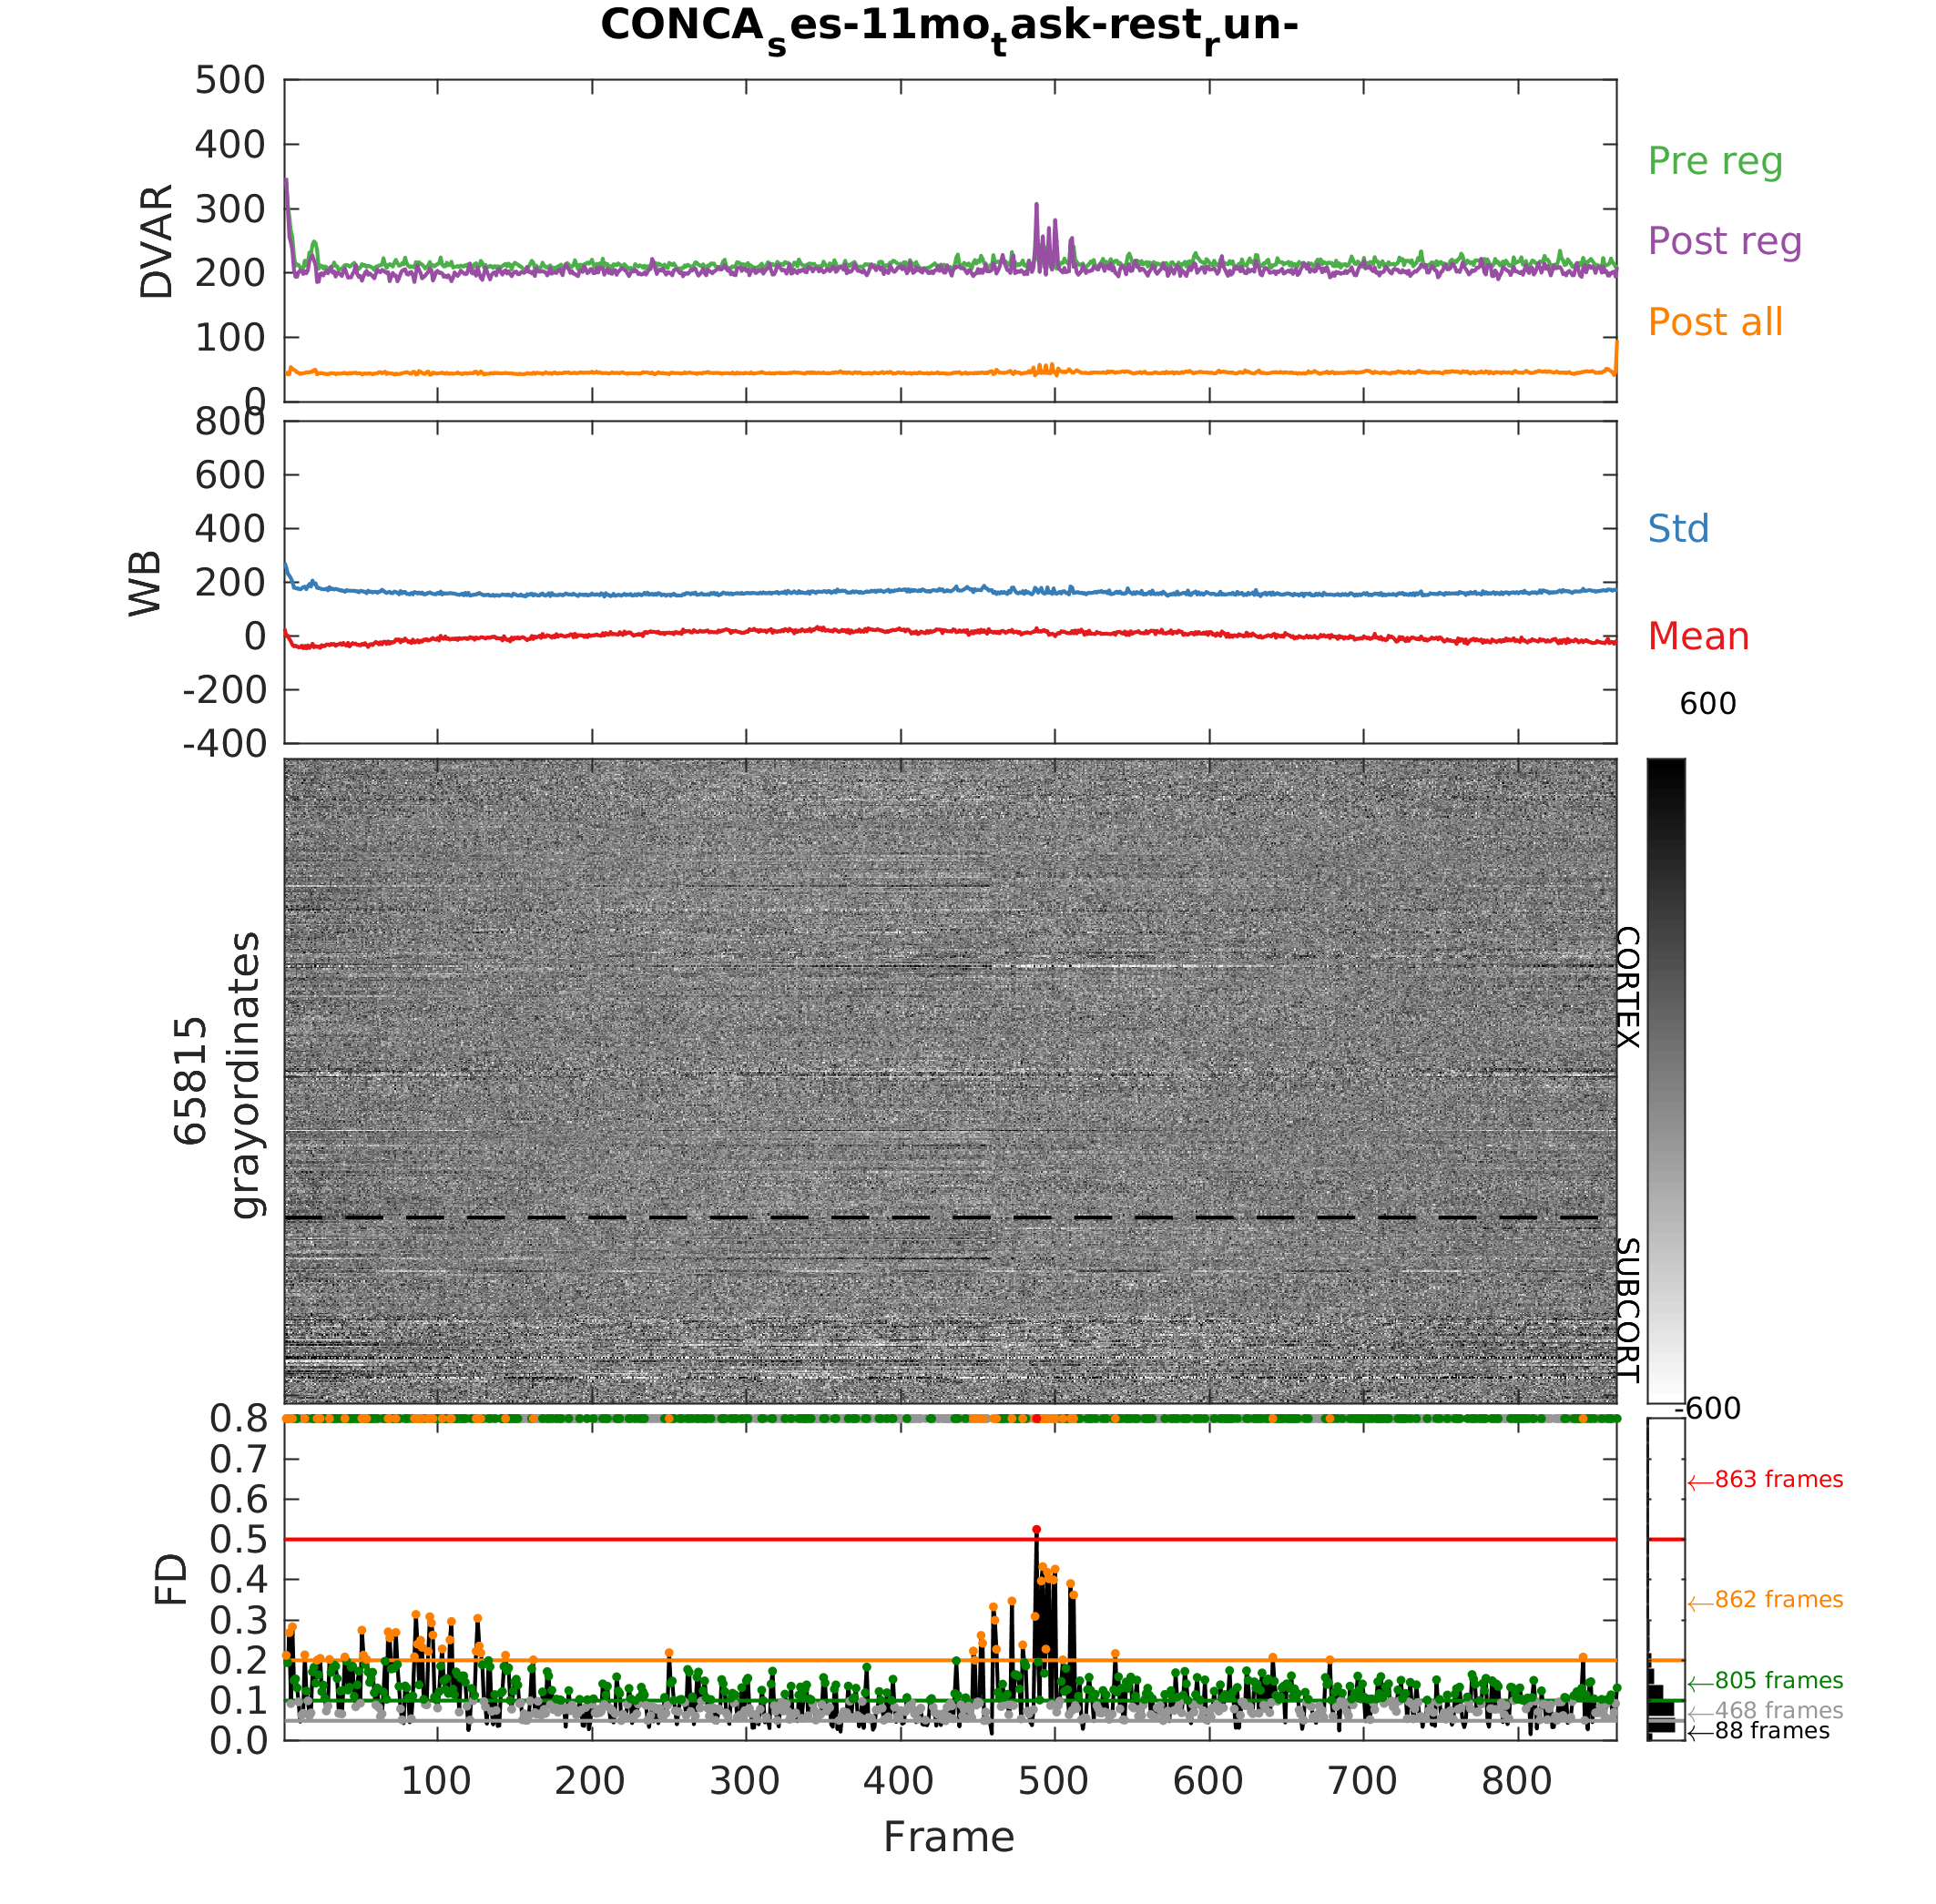 CONCAses-11motask-restrun-
500
400
300
200
100
0
DVAR
Pre reg
Post reg
Post all
800
600
400
200
0
-200
-400
WB
Std
Mean
600
65815
grayordinates
CORTEX
SUBCORT
-600
0.8
0.7
0.6
0.5
0.4
0.3
0.2
0.1
0.0
FD
←863 frames
←862 frames
←805 frames
←468 frames
←88 frames
100 200 300 400 500 600 700 800
Frame